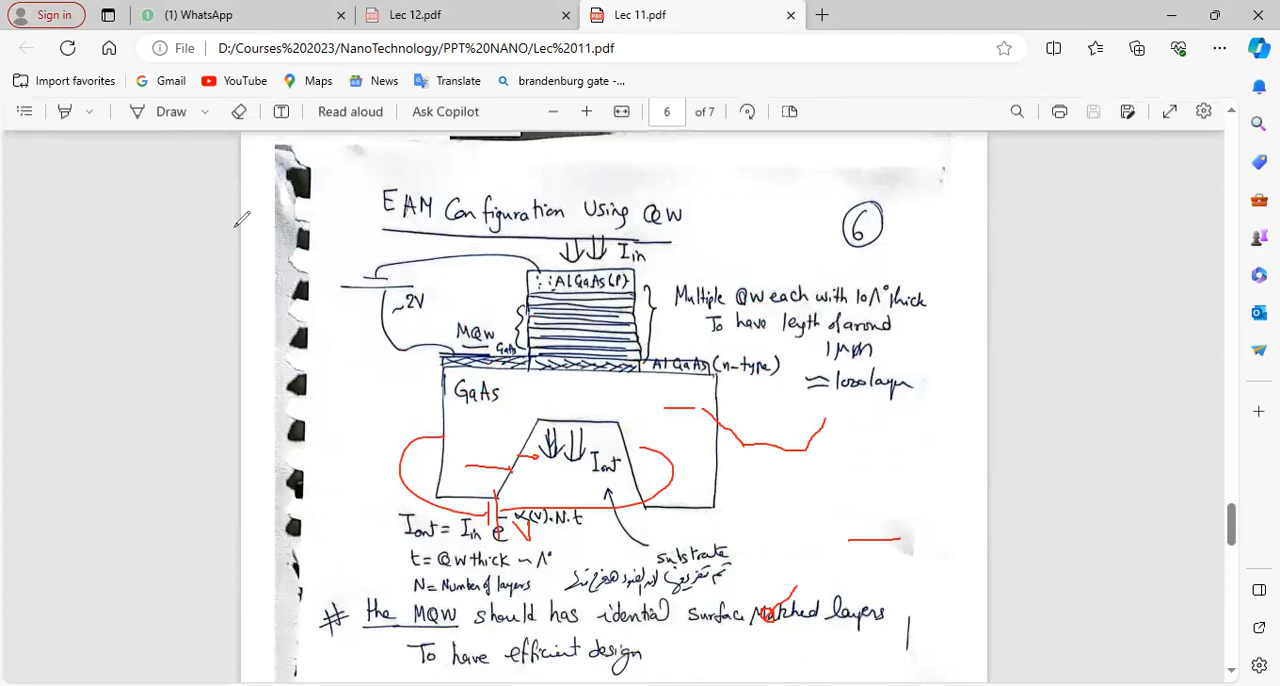 Sign in
(1) WhatsApp
Lec 12.pdf
Lec 11.pdf
File D:/Courses%202023/NanoTechnology/PPT%20NANO/Lec%2011.pdf
Import favorites Gmail YouTube Maps News Translate brandenburg gate -...
Draw Read aloud Ask Copilot 6 of 7
EAM Configuration Using QW
6
Iin
AlGaAs(P)
~2V
MQW
GaAs
Multiple QW each with 10A° thick
To have length of around
1 μm
≈ 1000 layer
AlGaAs (n-type)
GaAs
Iout
Iout = Iin e^-α(v).N.t
V
t = QW thick ~ A°
N = Number of layers
substrate
# the MQW should has idential surface Matched layers
To have efficient design